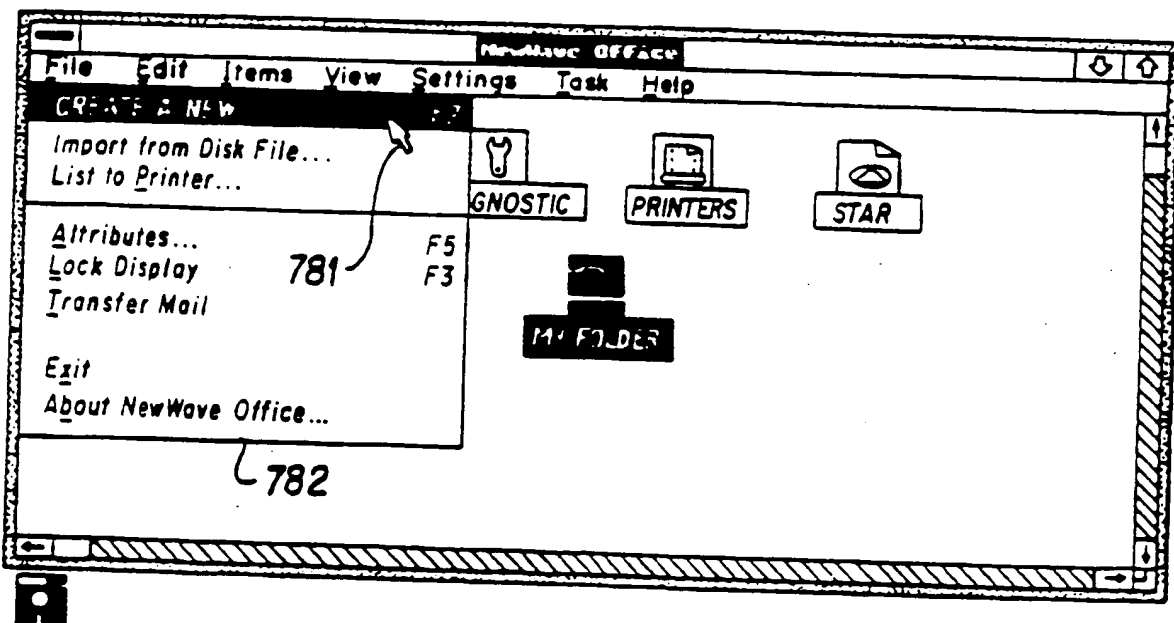 NewWave Office
File Edit Items View Settings Task Help
CREATE A NEW
Import from Disk File...
List to Printer...
Attributes... F5
Lock Display F3
Transfer Mail
Exit
About NewWave Office...
GNOSTIC
PRINTERS
STAR
MY FOLDER
781
782